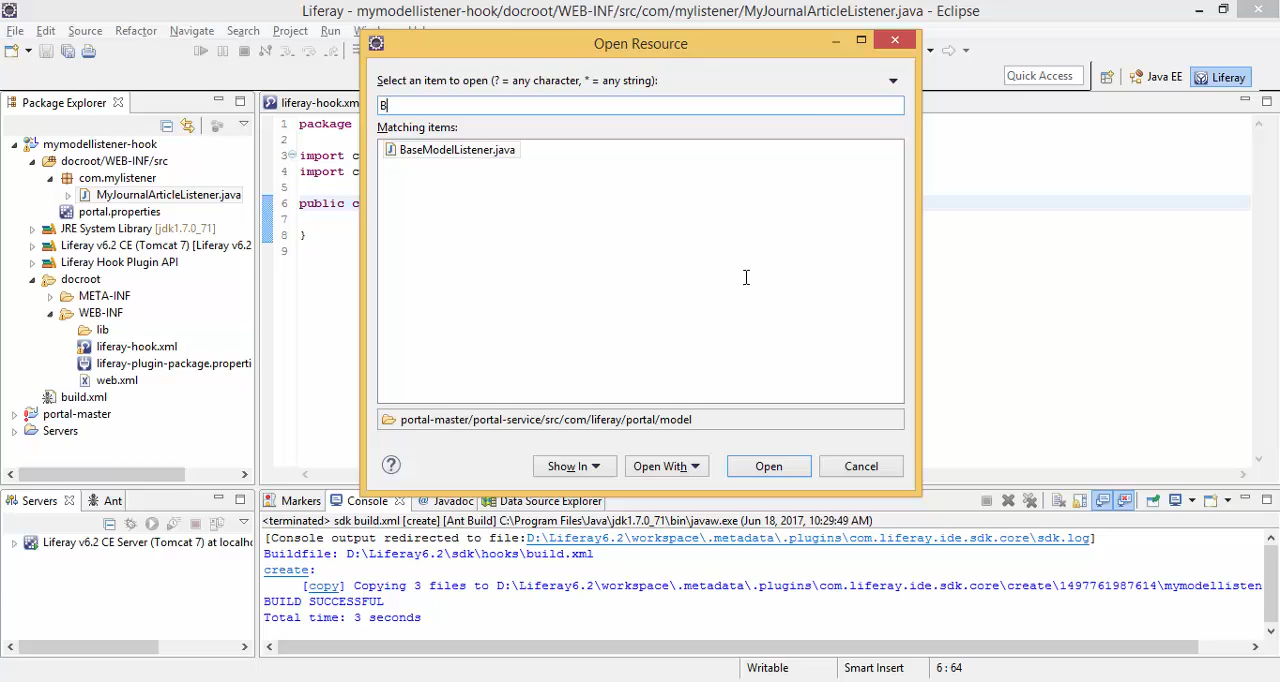 Liferay - mymodellistener-hook/docroot/WEB-INF/src/com/mylistener/MyJournalArticleListener.java - Eclipse
File Edit Source Refactor Navigate Search Project Run
Quick Access
Java EE
Liferay
Package Explorer
mymodellistener-hook
docroot/WEB-INF/src
com.mylistener
MyJournalArticleListener.java
portal.properties
JRE System Library [jdk1.7.0_71]
Liferay v6.2 CE (Tomcat 7) [Liferay v6.2
Liferay Hook Plugin API
docroot
META-INF
WEB-INF
lib
liferay-hook.xml
liferay-plugin-package.properti
web.xml
build.xml
portal-master
Servers
liferay-hook.xm
1 package
2
3 import c
4 import c
5
6 public c
7
8 }
9
Open Resource
Select an item to open (? = any character, * = any string):
B
Matching items:
BaseModelListener.java
portal-master/portal-service/src/com/liferay/portal/model
?
Show In
Open With
Open
Cancel
Servers
Ant
Liferay v6.2 CE Server (Tomcat 7) at localho
Markers
Console
Javadoc
Data Source Explorer
<terminated> sdk build.xml [create] [Ant Build] C:\Program Files\Java\jdk1.7.0_71\bin\javaw.exe (Jun 18, 2017, 10:29:49 AM)
[Console output redirected to file:D:\Liferay6.2\workspace\.metadata\.plugins\com.liferay.ide.sdk.core\sdk.log]
Buildfile: D:\Liferay6.2\sdk\hooks\build.xml
create:
[copy] Copying 3 files to D:\Liferay6.2\workspace\.metadata\.plugins\com.liferay.ide.sdk.core\create\1497761987614\mymodellisten
BUILD SUCCESSFUL
Total time: 3 seconds
Writable
Smart Insert
6 : 64